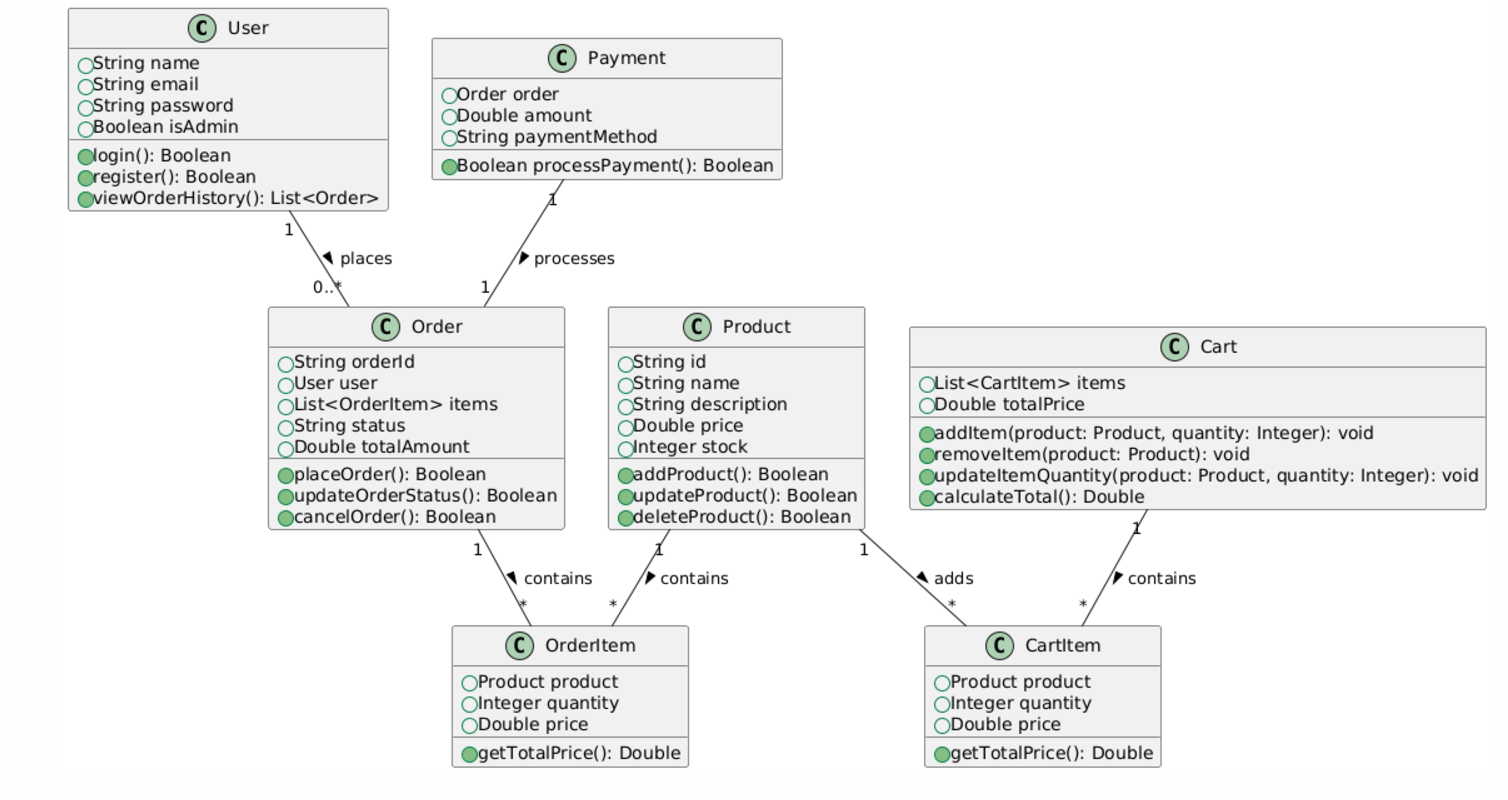 C User
String name
String email
String password
Boolean isAdmin
login(): Boolean
register(): Boolean
viewOrderHistory(): List<Order>
C Payment
Order order
Double amount
String paymentMethod
Boolean processPayment(): Boolean
1
places
0..*
1
processes
1
C Order
String orderId
User user
List<OrderItem> items
String status
Double totalAmount
placeOrder(): Boolean
updateOrderStatus(): Boolean
cancelOrder(): Boolean
C Product
String id
String name
String description
Double price
Integer stock
addProduct(): Boolean
updateProduct(): Boolean
deleteProduct(): Boolean
C Cart
List<CartItem> items
Double totalPrice
addItem(product: Product, quantity: Integer): void
removeItem(product: Product): void
updateItemQuantity(product: Product, quantity: Integer): void
calculateTotal(): Double
1
contains
*
1
contains
*
1
adds
*
1
contains
*
C OrderItem
Product product
Integer quantity
Double price
getTotalPrice(): Double
C CartItem
Product product
Integer quantity
Double price
getTotalPrice(): Double